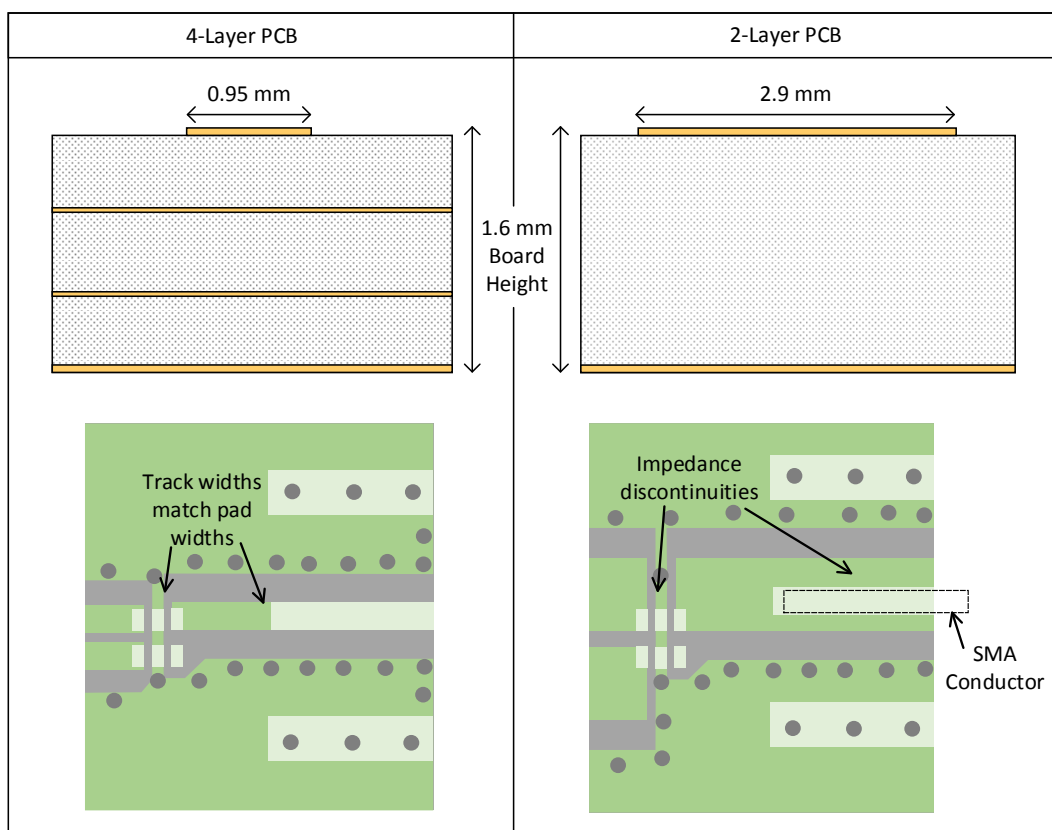 4-Layer PCB
2-Layer PCB
0.95 mm
2.9 mm
1.6 mm
Board
Height
Track widths
match pad
widths
Impedance
discontinuities
SMA
Conductor